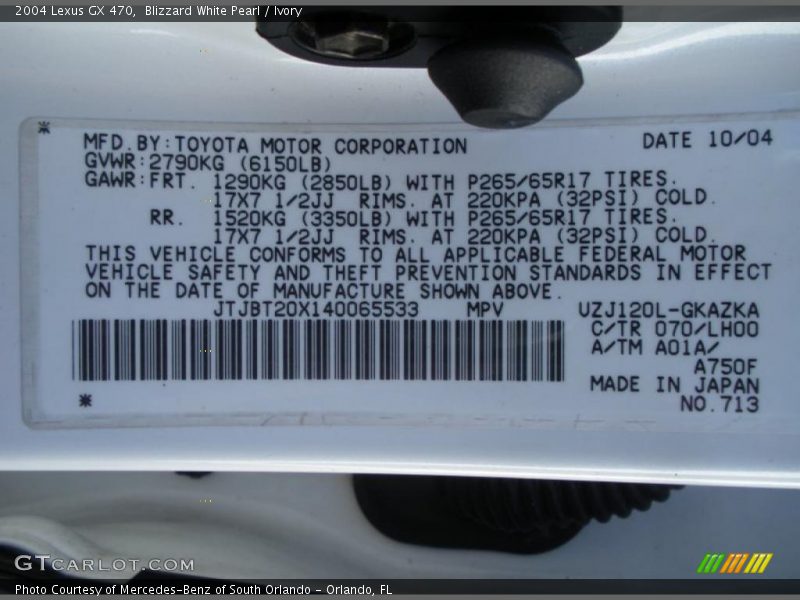 2004 Lexus GX 470, Blizzard White Pearl / Ivory
MFD.BY:TOYOTA MOTOR CORPORATION DATE 10/04
GVWR:2790KG (6150LB)
GAWR:FRT. 1290KG (2850LB) WITH P265/65R17 TIRES.
17X7 1/2JJ RIMS. AT 220KPA (32PSI) COLD.
RR. 1520KG (3350LB) WITH P265/65R17 TIRES.
17X7 1/2JJ RIMS. AT 220KPA (32PSI) COLD.
THIS VEHICLE CONFORMS TO ALL APPLICABLE FEDERAL MOTOR
VEHICLE SAFETY AND THEFT PREVENTION STANDARDS IN EFFECT
ON THE DATE OF MANUFACTURE SHOWN ABOVE.
JTJBT20X140065533 MPV UZJ120L-GKAZKA
C/TR 070/LH00
A/TM A01A/
A750F
MADE IN JAPAN
NO.713
GTCARLOT.COM
Photo Courtesy of Mercedes-Benz of South Orlando - Orlando, FL